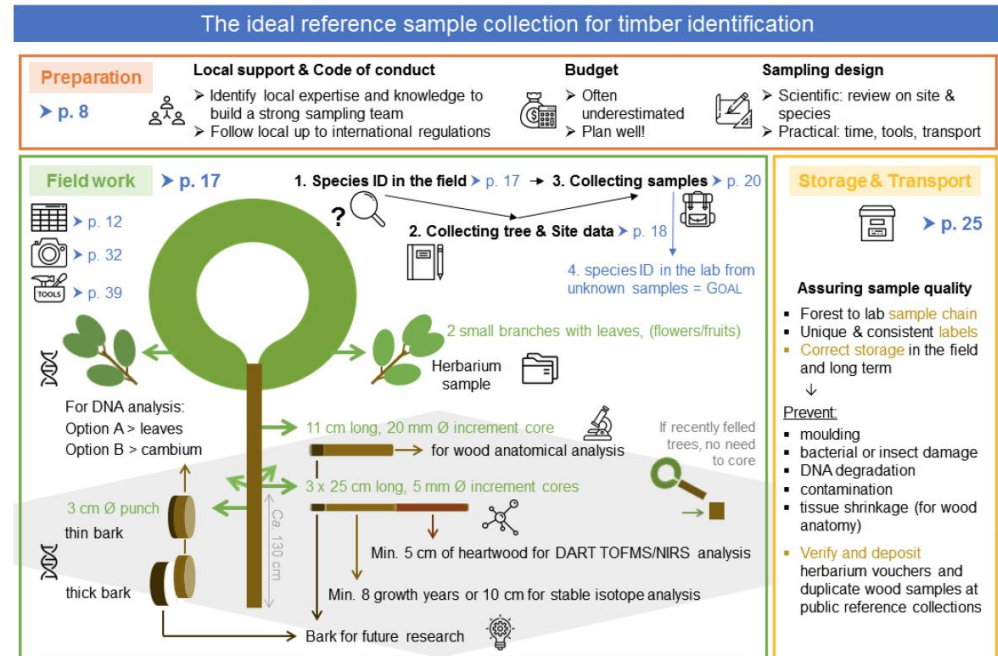 The ideal reference sample collection for timber identification
Preparation
➢ p. 8
Local support & Code of conduct
➢ Identify local expertise and knowledge to
build a strong sampling team
➢ Follow local up to international regulations
Budget
➢ Often
underestimated
➢ Plan well!
Sampling design
➢ Scientific: review on site &
species
➢ Practical: time, tools, transport
Field work
➢ p. 17
➢ p. 12
➢ p. 32
TOOLS
➢ p. 39
1. Species ID in the field ➢ p. 17 → 3. Collecting samples ➢ p. 20
?
2. Collecting tree & Site data ➢ p. 18
4. species ID in the lab from
unknown samples = GOAL
2 small branches with leaves, (flowers/fruits)
Herbarium
sample
For DNA analysis:
Option A > leaves
Option B > cambium
11 cm long, 20 mm Ø increment core
for wood anatomical analysis
If recently felled
trees, no need
to core
3 x 25 cm long, 5 mm Ø increment cores
3 cm Ø punch
thin bark
Ca. 130 cm
Min. 5 cm of heartwood for DART TOFMS/NIRS analysis
thick bark
Min. 8 growth years or 10 cm for stable isotope analysis
Bark for future research
Storage & Transport
➢ p. 25
Assuring sample quality
▪ Forest to lab sample chain
▪ Unique & consistent labels
▪ Correct storage in the field
and long term
↓
Prevent:
▪ moulding
▪ bacterial or insect damage
▪ DNA degradation
▪ contamination
▪ tissue shrinkage (for wood
anatomy)
▪ Verify and deposit
herbarium vouchers and
duplicate wood samples at
public reference collections